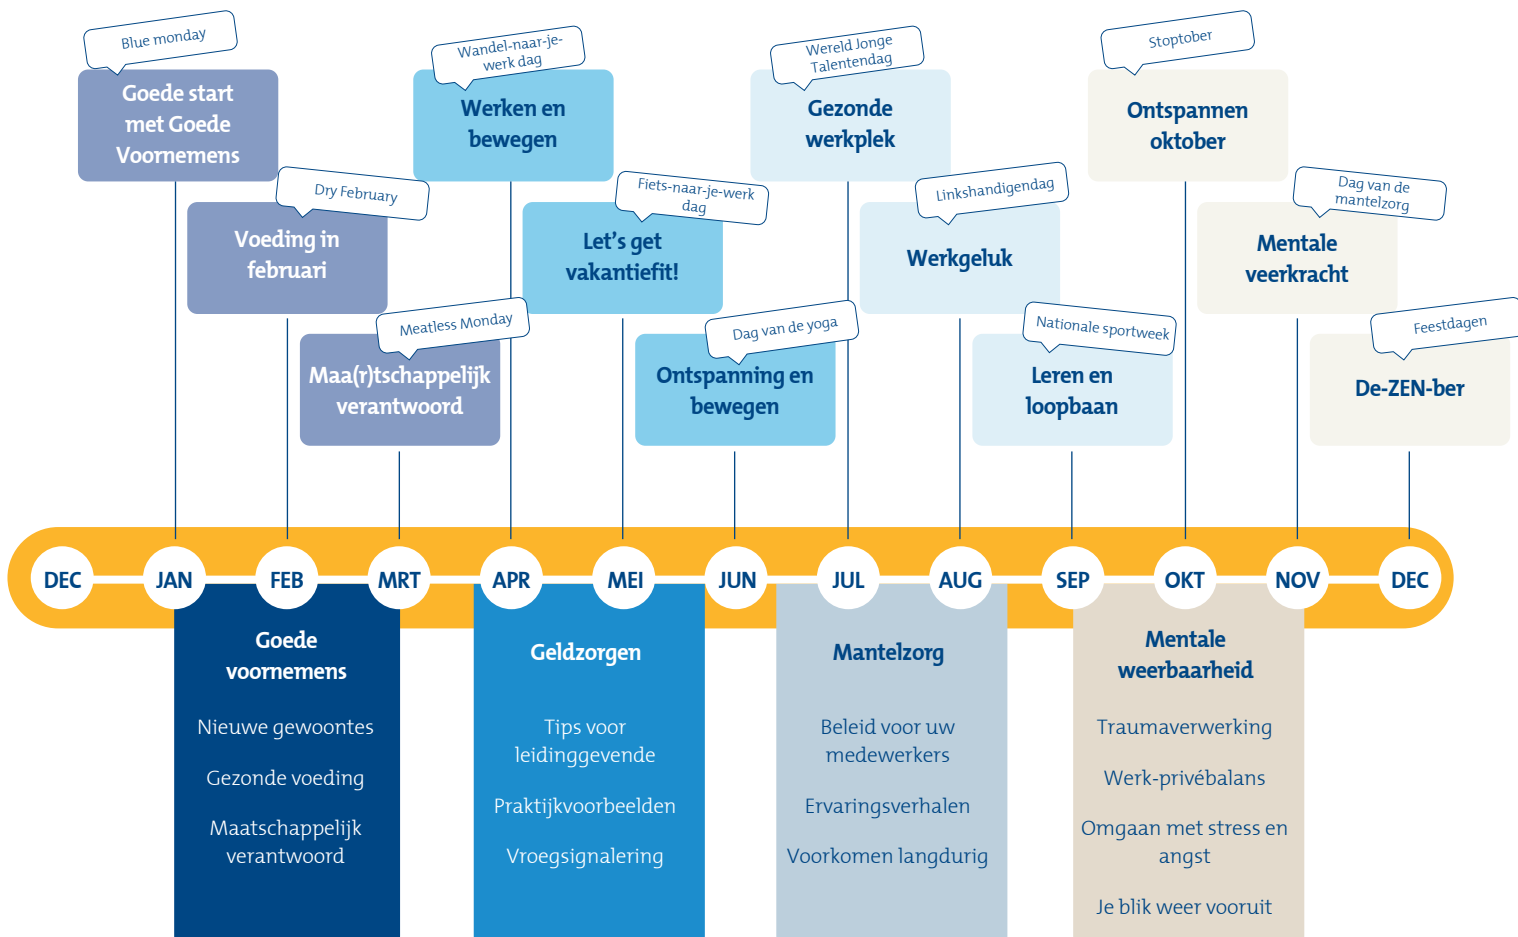 Blue monday
Goede start
met Goede
Voornemens
Dry February
Voeding in
februari
Meatless Monday
Maa(r)tschappelijk
verantwoord
Wandel-naar-je-
werk dag
Werken en
bewegen
Fiets-naar-je-werk
dag
Let's get
vakantiefit!
Dag van de yoga
Ontspanning en
bewegen
Wereld Jonge
Talentendag
Gezonde
werkplek
Linkshandigendag
Werkgeluk
Nationale sportweek
Leren en
loopbaan
Stoptober
Ontspannen
oktober
Dag van de
mantelzorg
Mentale
veerkracht
Feestdagen
De-ZEN-ber
DEC JAN FEB MRT APR MEI JUN JUL AUG SEP OKT NOV DEC
Goede
voornemens
Nieuwe gewoontes
Gezonde voeding
Maatschappelijk
verantwoord
Geldzorgen
Tips voor
leidinggevende
Praktijkvoorbeelden
Vroegsignalering
Mantelzorg
Beleid voor uw
medewerkers
Ervaringsverhalen
Voorkomen langdurig
Mentale
weerbaarheid
Traumaverwerking
Werk-privébalans
Omgaan met stress en
angst
Je blik weer vooruit